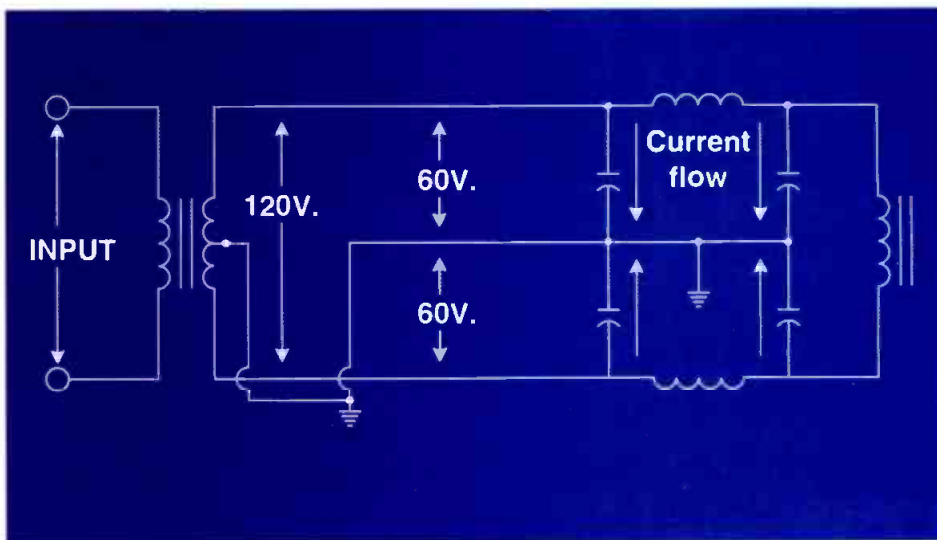 INPUT
120V.
60V.
60V.
Current
flow